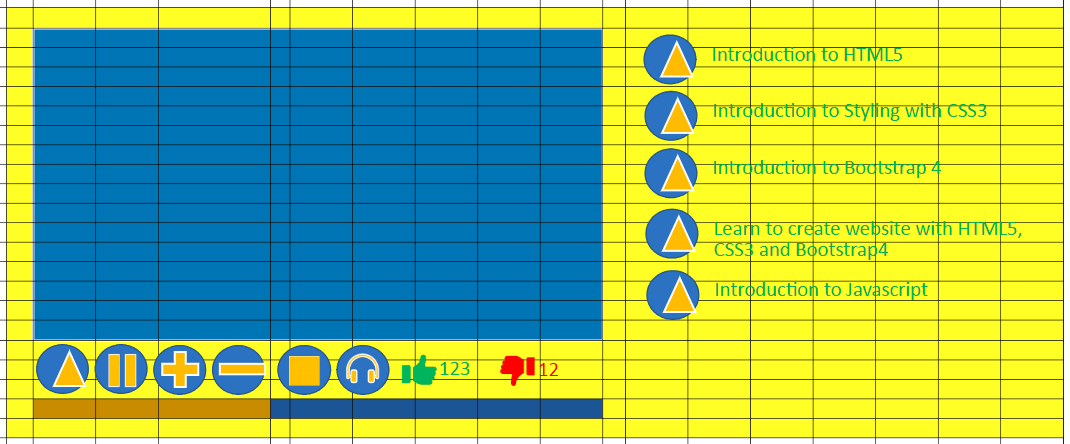 Introduction to HTML5
Introduction to Styling with CSS3
Introduction to Bootstrap 4
Learn to create website with HTML5,
CSS3 and Bootstrap4
Introduction to Javascript
123
12